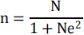 n = N / (1 + Ne²)